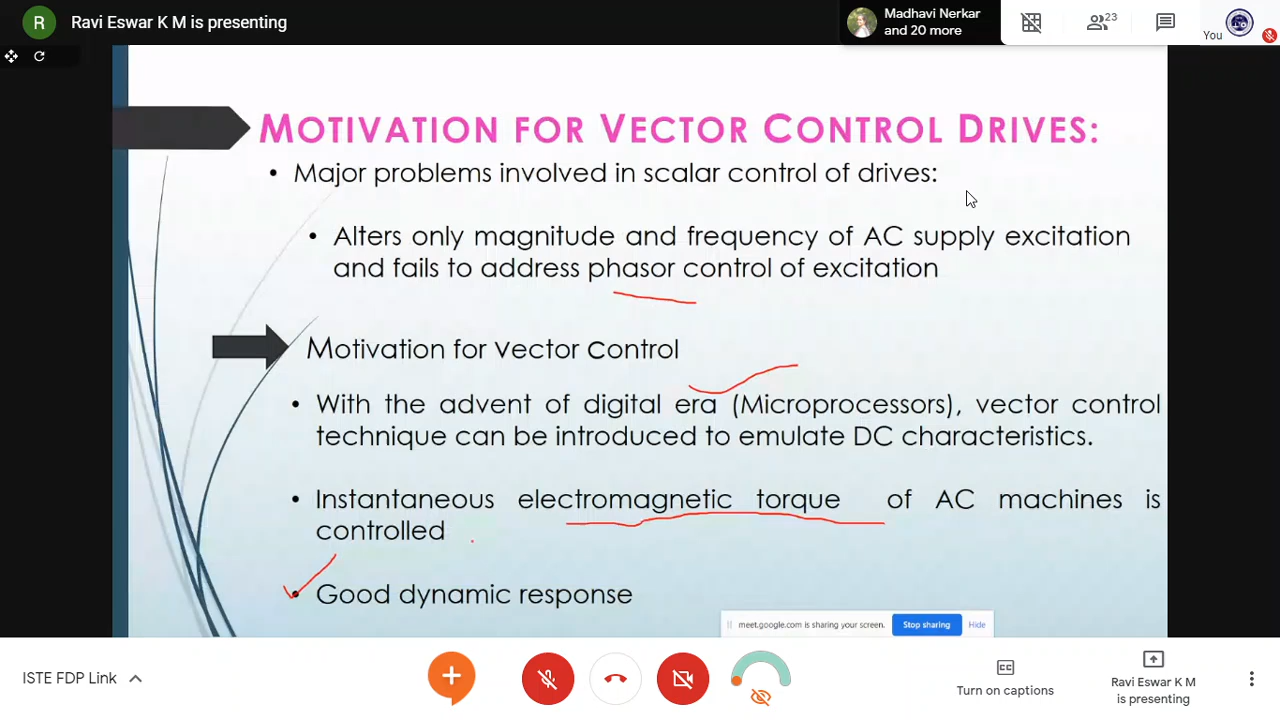 R Ravi Eswar K M is presenting
Madhavi Nerkar
and 20 more
23
You
MOTIVATION FOR VECTOR CONTROL DRIVES:
• Major problems involved in scalar control of drives:
• Alters only magnitude and frequency of AC supply excitation
and fails to address phasor control of excitation
Motivation for Vector Control
• With the advent of digital era (Microprocessors), vector control
technique can be introduced to emulate DC characteristics.
• Instantaneous electromagnetic torque of AC machines is
controlled
• Good dynamic response
meet.google.com is sharing your screen. Stop sharing Hide
ISTE FDP Link
CC
Turn on captions
Ravi Eswar K M
is presenting